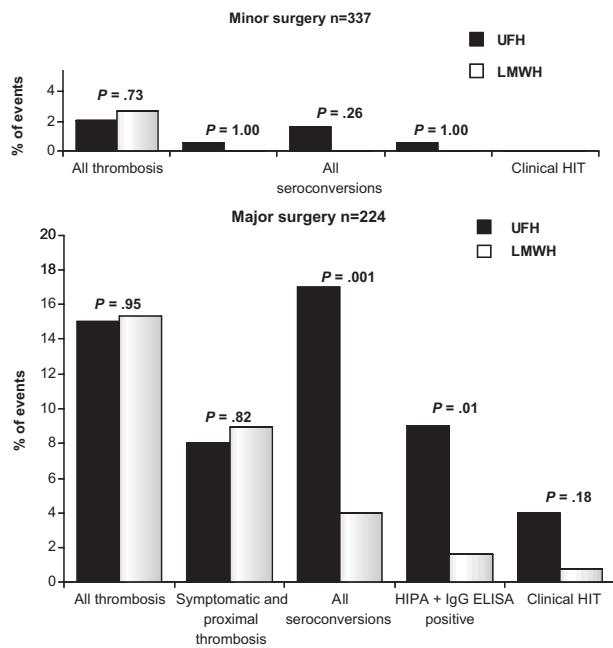 Minor surgery n=337
UFH
LMWH
% of events
4
2
0
P = .73
P = 1.00
P = .26
P = 1.00
All thrombosis
All
seroconversions
Clinical HIT
Major surgery n=224
UFH
LMWH
% of events
20
18
16
14
12
10
8
6
4
2
0
P = .95
P = .82
P = .001
P = .01
P = .18
All thrombosis
Symptomatic and
proximal
thrombosis
All
seroconversions
HIPA + IgG ELISA
positive
Clinical HIT